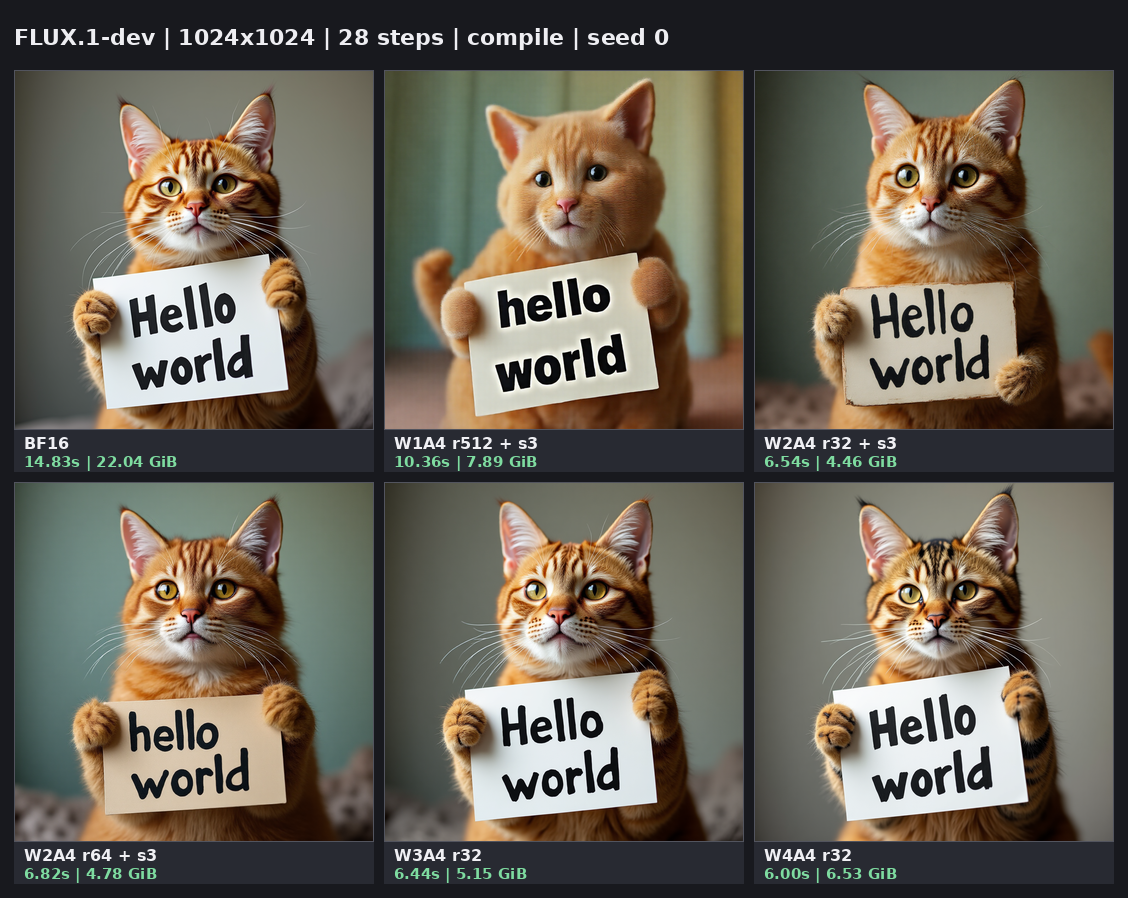 FLUX.1-dev | 1024x1024 | 28 steps | compile | seed 0
Hello
world
BF16
14.83s | 22.04 GiB
hello
world
W1A4 r512 + s3
10.36s | 7.89 GiB
Hello
world
W2A4 r32 + s3
6.54s | 4.46 GiB
hello
world
W2A4 r64 + s3
6.82s | 4.78 GiB
Hello
world
W3A4 r32
6.44s | 5.15 GiB
Hello
world
W4A4 r32
6.00s | 6.53 GiB